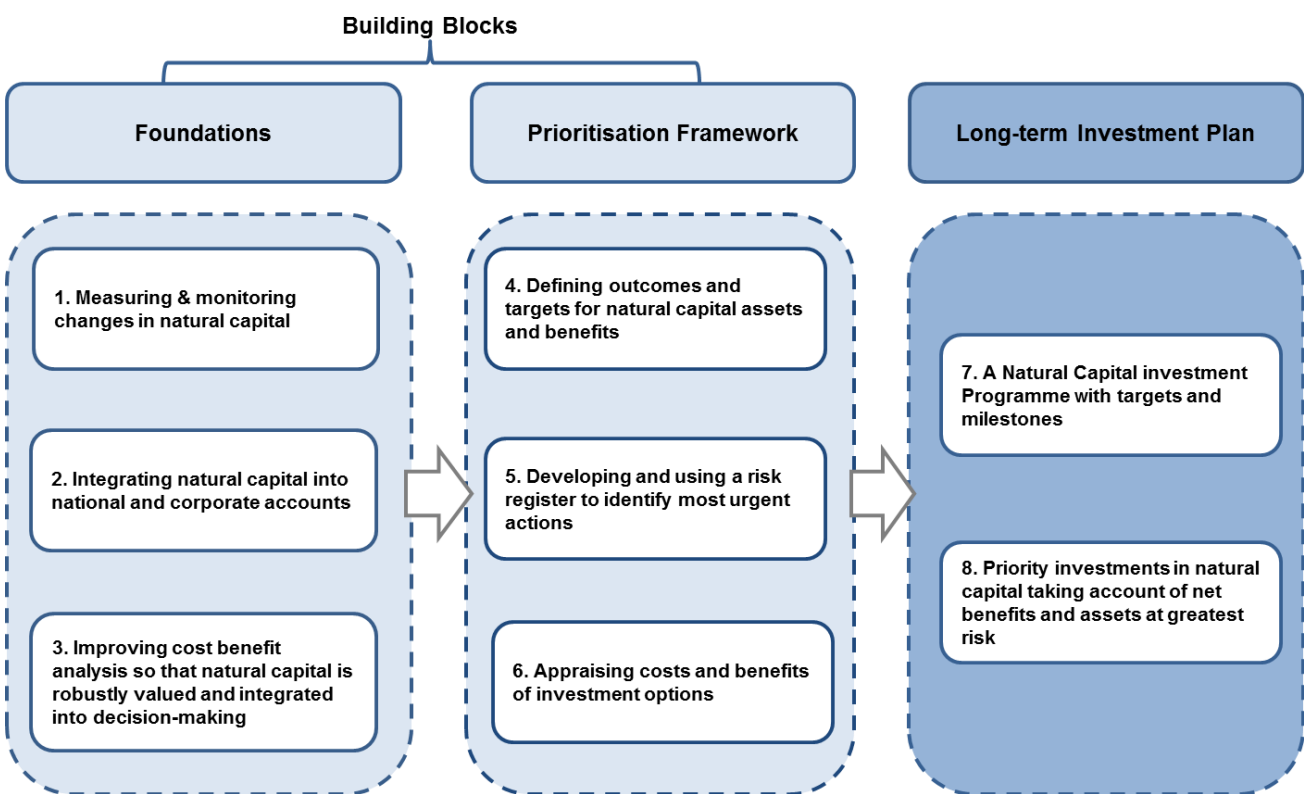 Building Blocks
Foundations
Prioritisation Framework
Long-term Investment Plan
1. Measuring & monitoring
changes in natural capital
2. Integrating natural capital into
national and corporate accounts
3. Improving cost benefit
analysis so that natural capital is
robustly valued and integrated
into decision-making
4. Defining outcomes and
targets for natural capital assets
and benefits
5. Developing and using a risk
register to identify most urgent
actions
6. Appraising costs and benefits
of investment options
7. A Natural Capital investment
Programme with targets and
milestones
8. Priority investments in natural
capital taking account of net
benefits and assets at greatest
risk